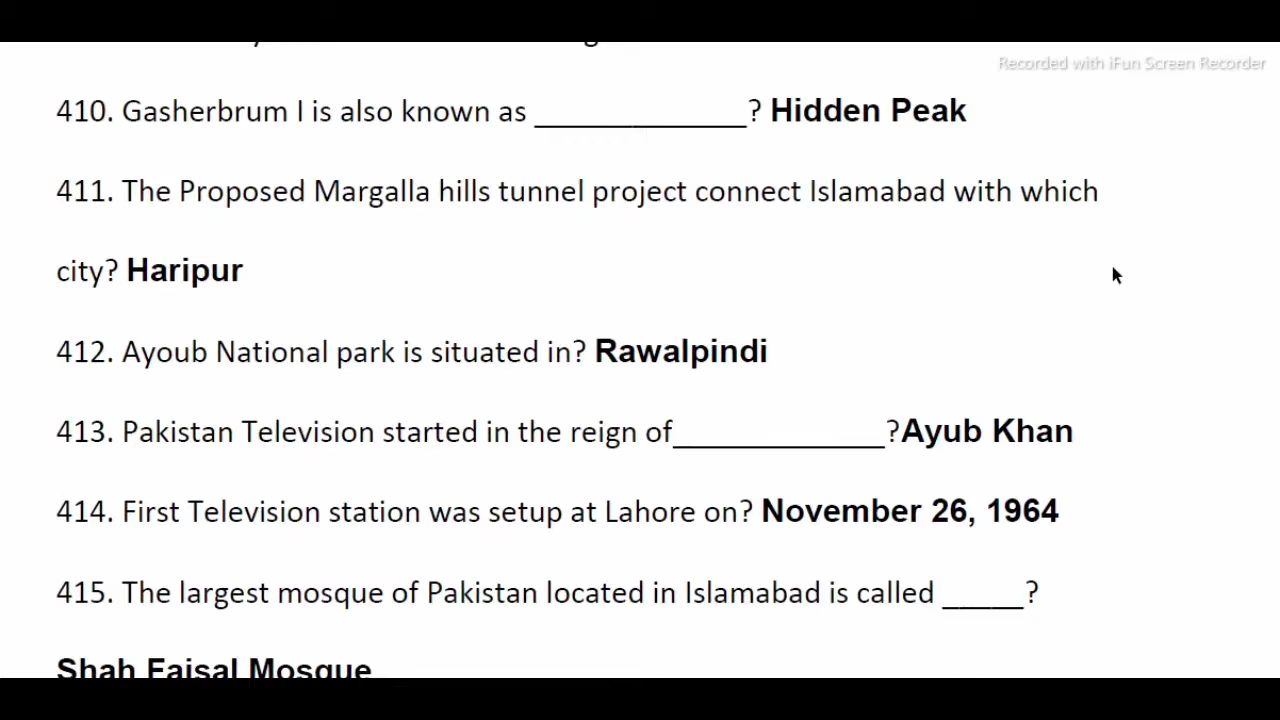 Recorded with iFun Screen Recorder
410. Gasherbrum I is also known as _____________? Hidden Peak
411. The Proposed Margalla hills tunnel project connect Islamabad with which
city? Haripur
412. Ayoub National park is situated in? Rawalpindi
413. Pakistan Television started in the reign of_____________?Ayub Khan
414. First Television station was setup at Lahore on? November 26, 1964
415. The largest mosque of Pakistan located in Islamabad is called _____?
Shah Faisal Mosque